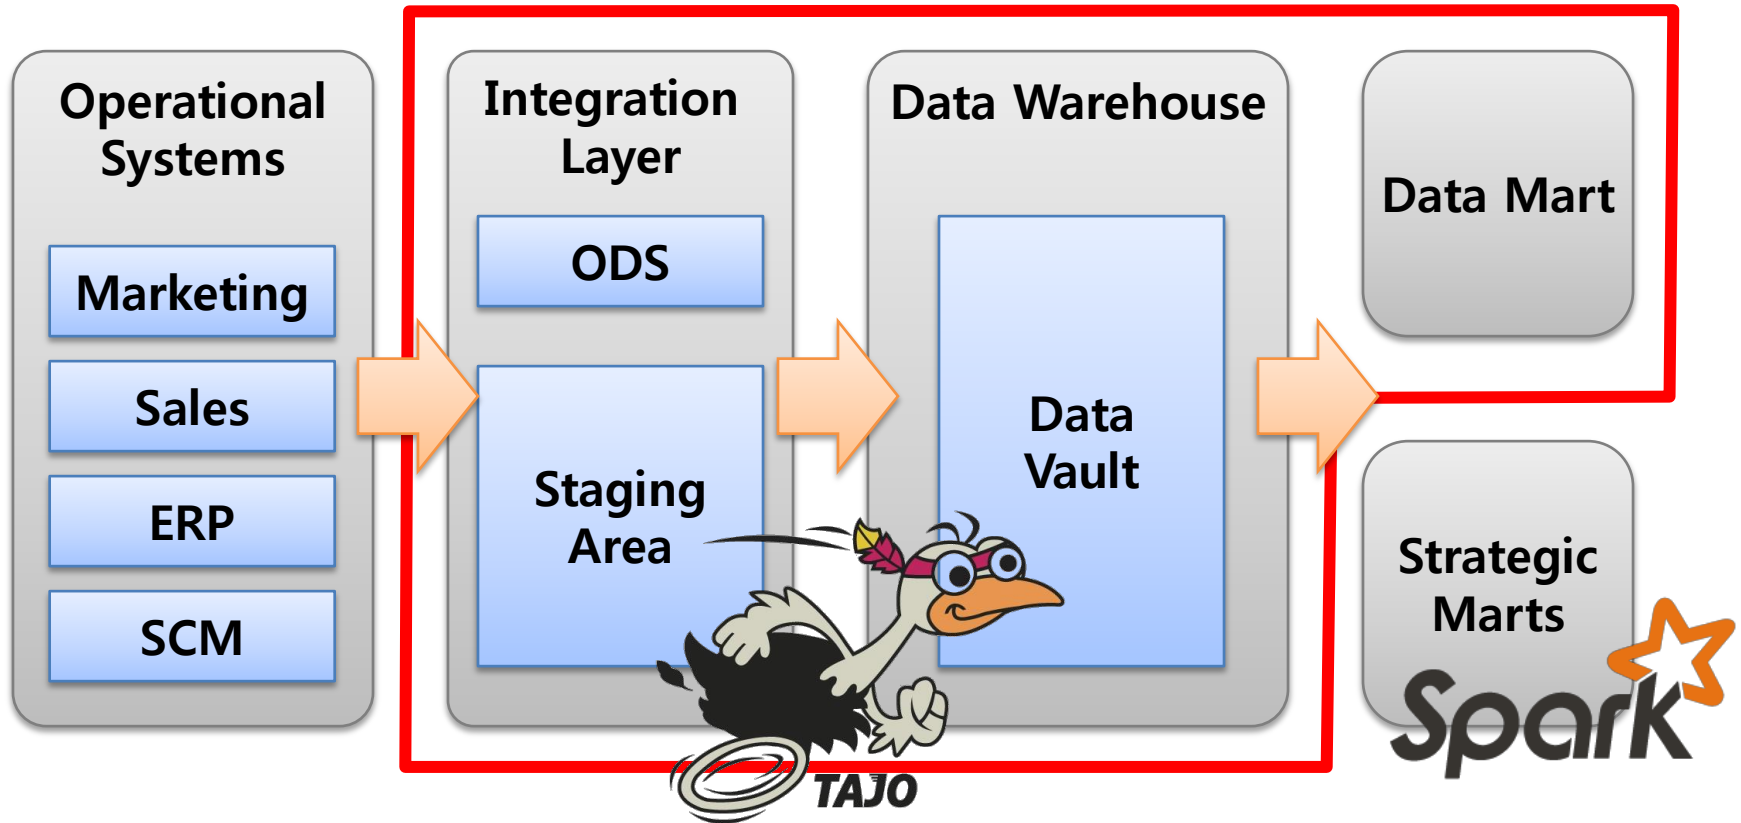 Operational
Systems
Marketing
Sales
ERP
SCM
Integration
Layer
ODS
Staging
Area
Data Warehouse
Data
Vault
Data Mart
Strategic
Marts
TAJO
Spark